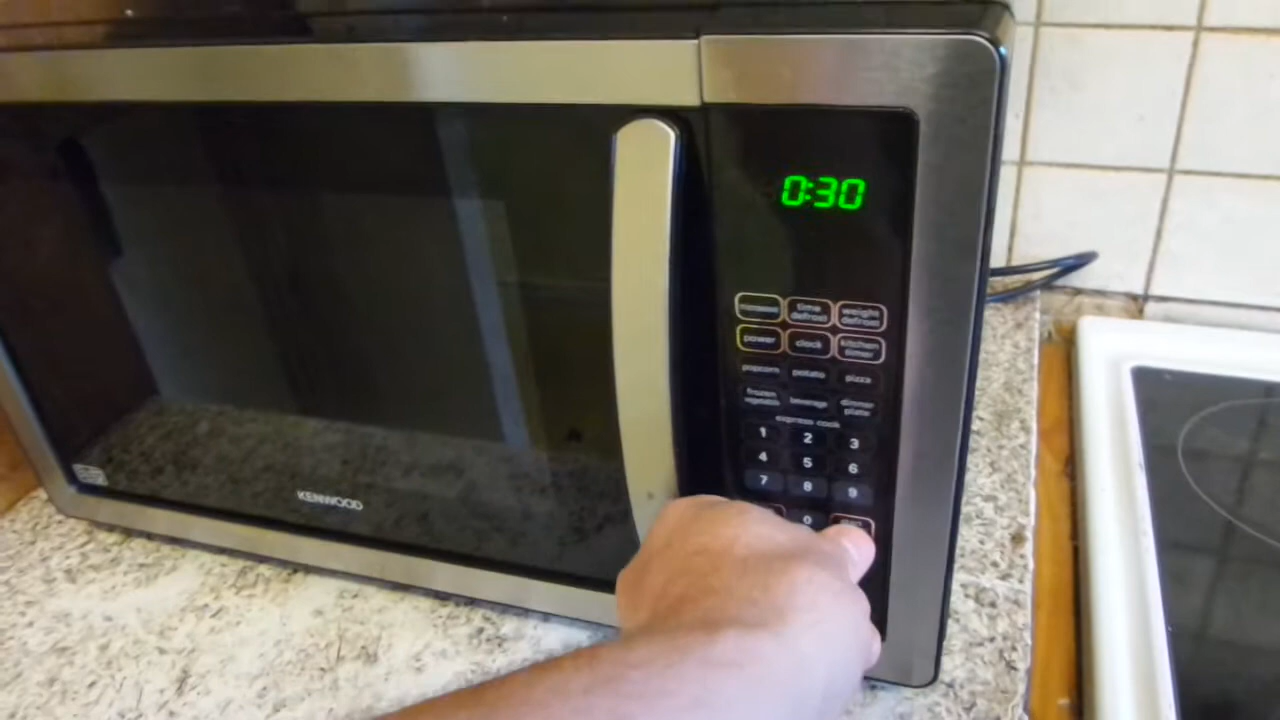 0:30
time defrost
weight defrost
power
clock
kitchen timer
popcorn
potato
pizza
frozen vegetable
beverage
dinner plate
express cook
1 2 3
4 5 6
7 8 9
0
KENWOOD